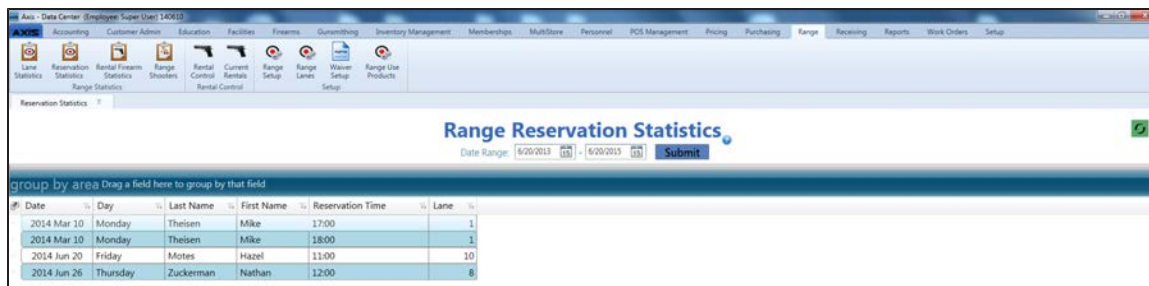 Axis - Data Center (Employee: Super User) 140610
AXIS Accounting Customer Admin Education Facilities Firearms Gunsmithing Inventory Management Memberships MultiStore Personnel POS Management Pricing Purchasing Range Receiving Reports Work Orders Setup
Lane Statistics Reservation Statistics Rental Firearm Statistics Range Shooters Rental Control Current Rentals Range Setup Range Lanes Waiver Setup Range Use Products
Range Statistics Rental Control Setup
Reservation Statistics X
Range Reservation Statistics
Date Range: 6/20/2013 15 - 6/20/2015 15 Submit
group by area Drag a field here to group by that field
Date Day Last Name First Name Reservation Time Lane
2014 Mar 10 Monday Theisen Mike 17:00 1
2014 Mar 10 Monday Theisen Mike 18:00 1
2014 Jun 20 Friday Motes Hazel 11:00 10
2014 Jun 26 Thursday Zuckerman Nathan 12:00 8